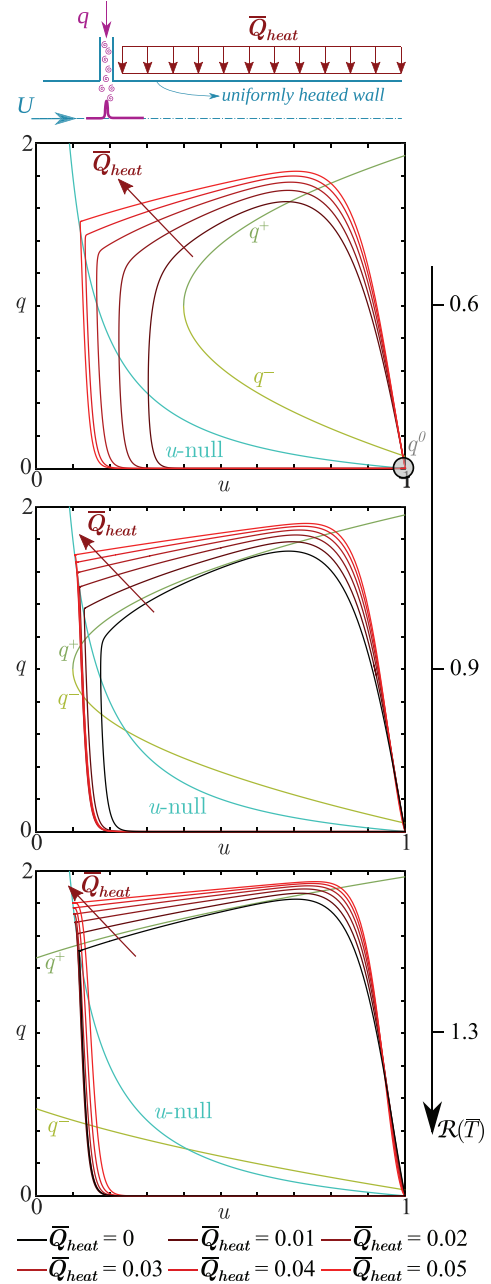 q
Q̅heat
uniformly heated wall
U
2
Q̅heat
q⁺
q
q⁻
0.6
u-null
q⁰
0
0 u 1
2
Q̅heat
q⁺
q
q⁻
0.9
u-null
0
0 u 1
2
Q̅heat
q⁺
q
1.3
u-null
q⁻
R(T̅)
0
0 u 1
Q̅heat = 0 Q̅heat = 0.01 Q̅heat = 0.02
Q̅heat = 0.03 Q̅heat = 0.04 Q̅heat = 0.05